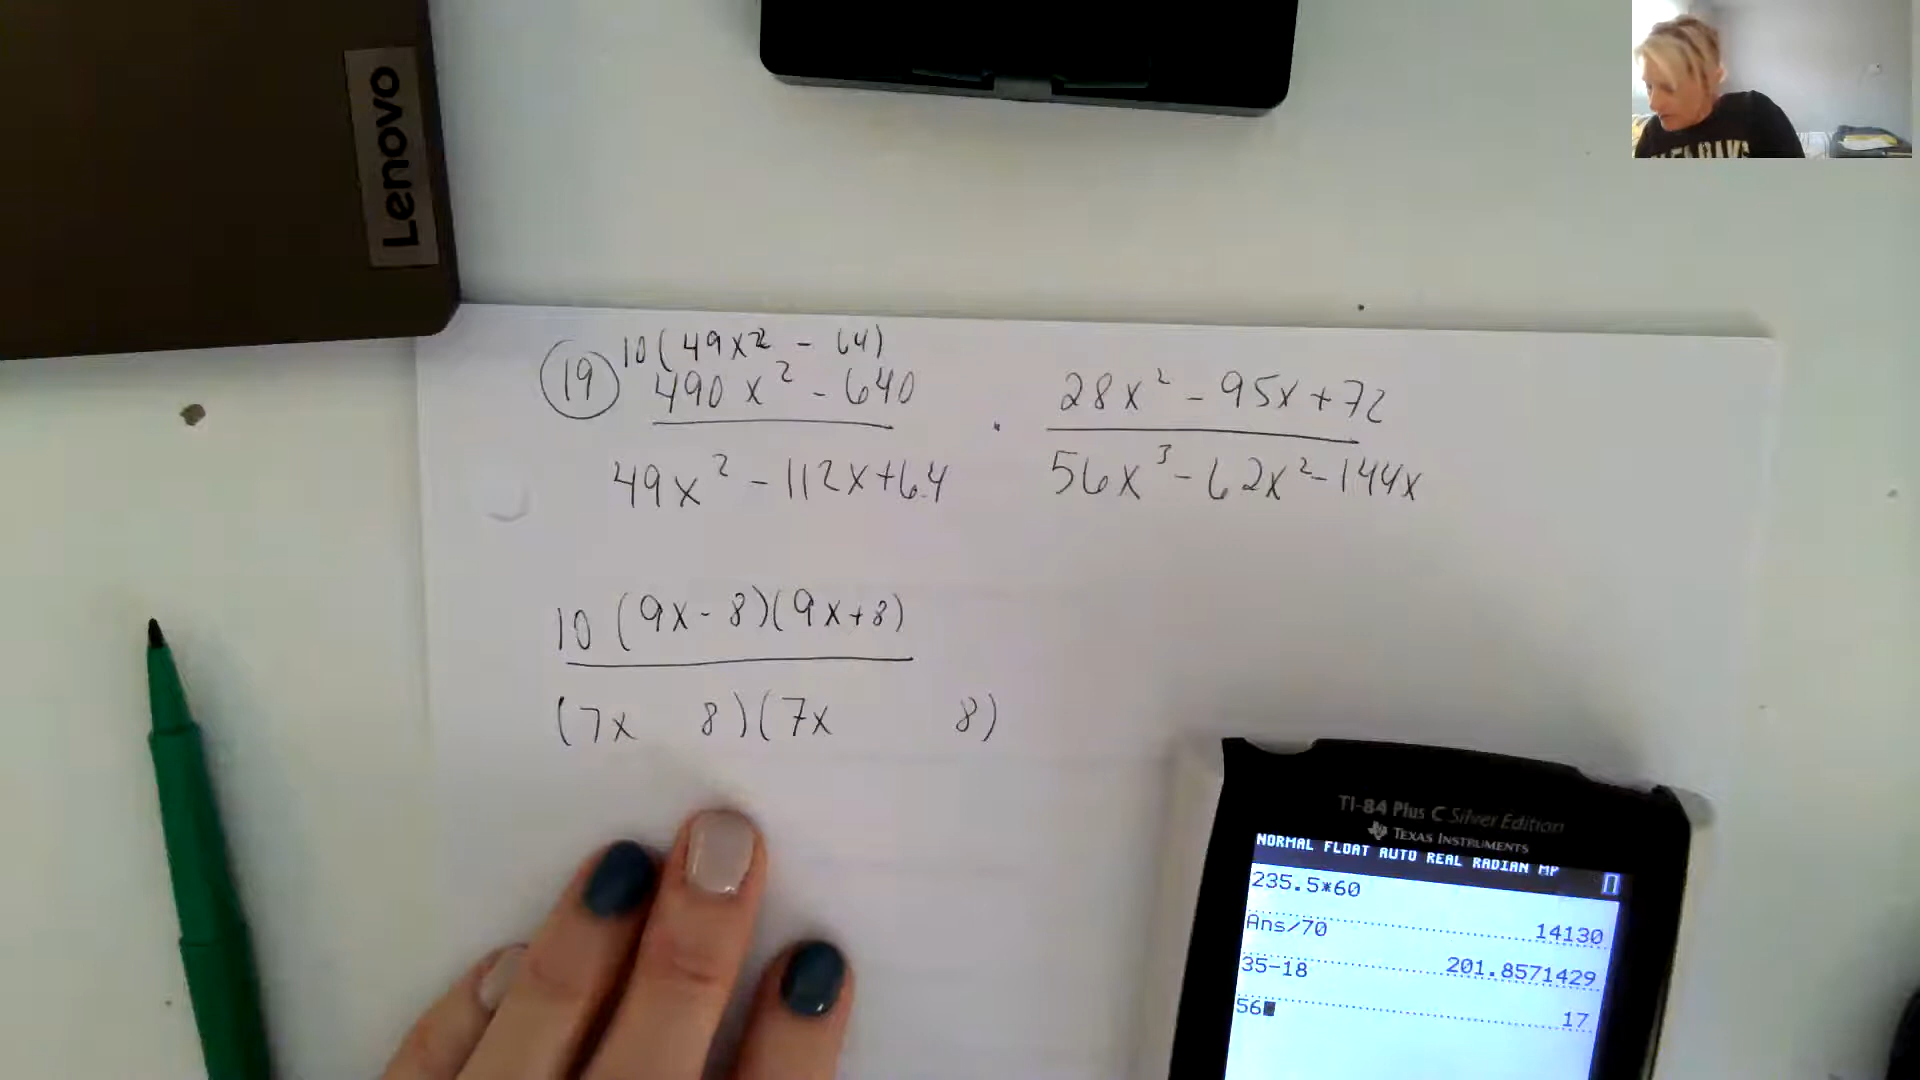 Lenovo
10(49x² - 64)
19 490x² - 640 · 28x² - 95x + 72
49x² - 112x + 64 56x³ - 62x² - 144x
10(9x - 8)(9x + 8)
(7x 8)(7x 8)
TI-84 Plus C Silver Edition
TEXAS INSTRUMENTS
NORMAL FLOAT AUTO REAL RADIAN MP
235.5*60
14130
Ans/70
201.8571429
35-18
17
56